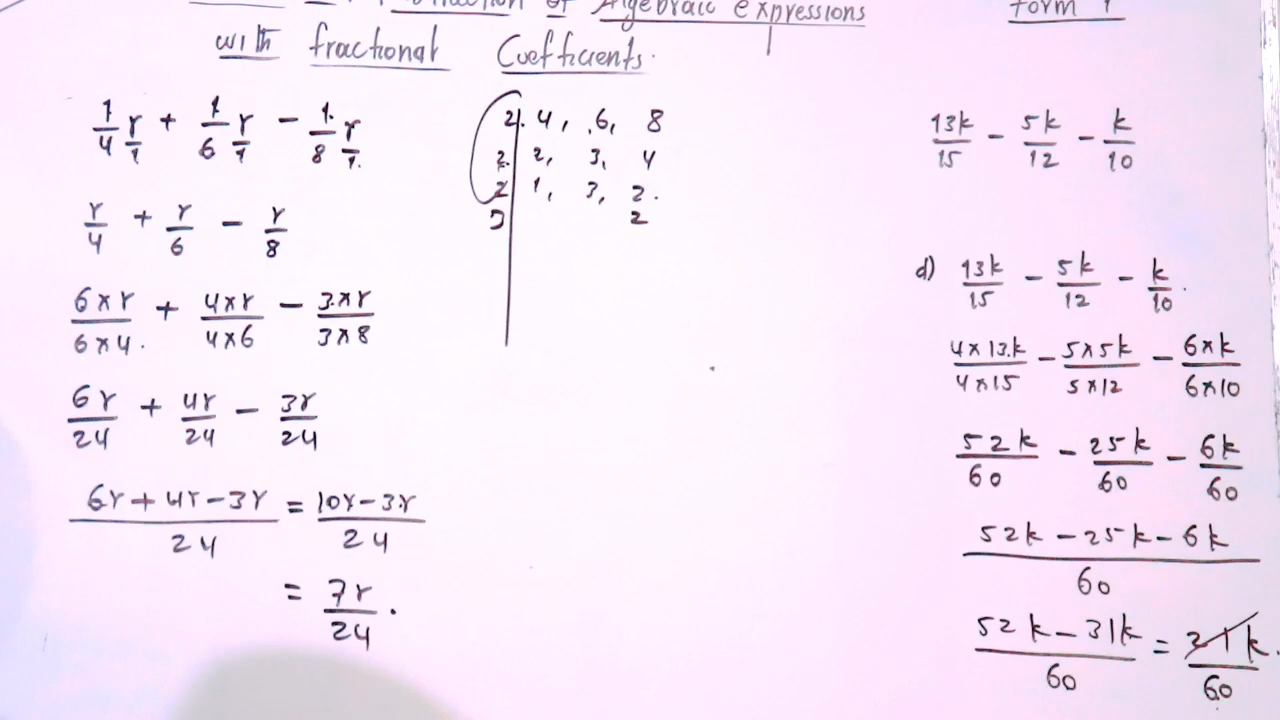 of Algebraic expressions
Form 1
with fractional Coefficients.
1/4 r/1 + 1/6 r/1 - 1/8 r/1.
r/4 + r/6 - r/8
6×r/6×4. + 4×r/4×6 - 3×r/3×8
6r/24 + 4r/24 - 3r/24
6r+4r-3r/24 = 10r-3r/24
= 7r/24.
2 | 4, 6, 8
2 | 2, 3, 4
2 | 1, 3, 2.
3 | 2
13k/15 - 5k/12 - k/10
d) 13k/15 - 5k/12 - k/10.
4×13k/4×15 - 5×5k/5×12 - 6×k/6×10
52k/60 - 25k/60 - 6k/60
52k-25k-6k/60
52k-31k/60 = 21k/60.